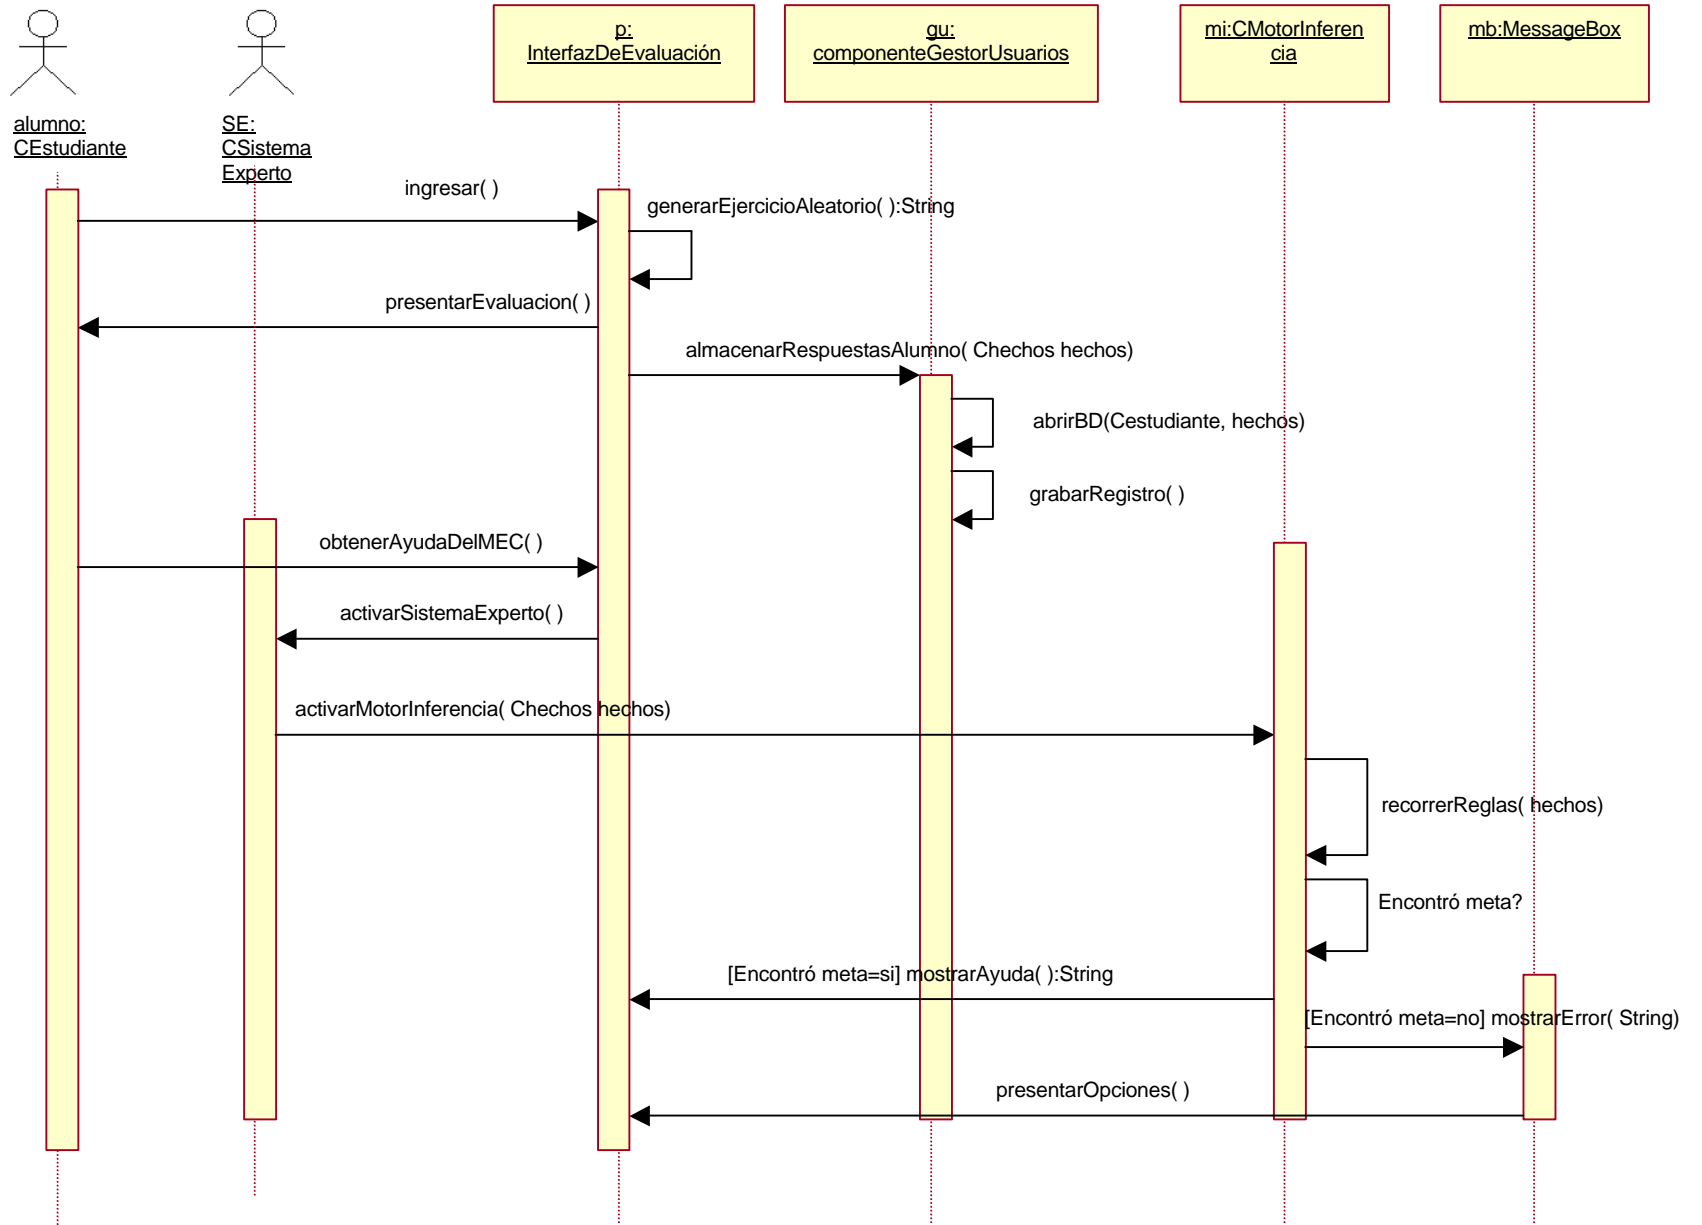 p:
InterfazDeEvaluación
gu:
componenteGestorUsuarios
mi:CMotorInferen
cia
mb:MessageBox
alumno:
CEstudiante
SE:
CSistema
Experto
ingresar( )
generarEjercicioAleatorio( ):String
presentarEvaluacion( )
almacenarRespuestasAlumno( Chechos hechos)
abrirBD(Cestudiante, hechos)
grabarRegistro( )
obtenerAyudaDelMEC( )
activarSistemaExperto( )
activarMotorInferencia( Chechos hechos)
recorrerReglas( hechos)
Encontró meta?
[Encontró meta=si] mostrarAyuda( ):String
[Encontró meta=no] mostrarError( String)
presentarOpciones( )